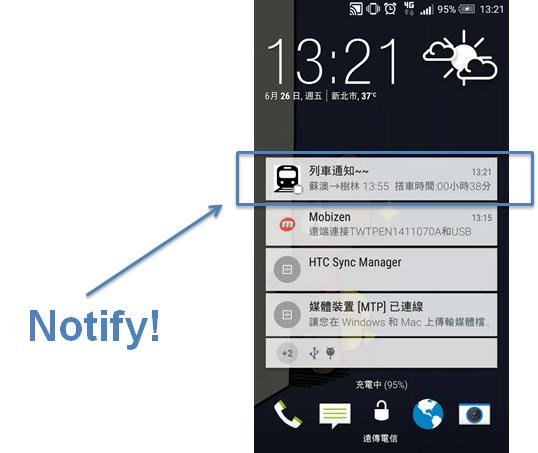 4G 95% 13:21
13:21
6月 26 日, 週五 新北市, 37°C
列車通知~~ 13:21
蘇澳→樹林 13:55 搭車時間:00小時38分
Mobizen 13:15
遠端連接TWTPEN1411070A和USB
HTC Sync Manager
Notify!
媒體裝置 [MTP] 已連線
讓您在 Windows 和 Mac 上傳輸媒體檔..
+2
充電中 (95%)
遠傳電信